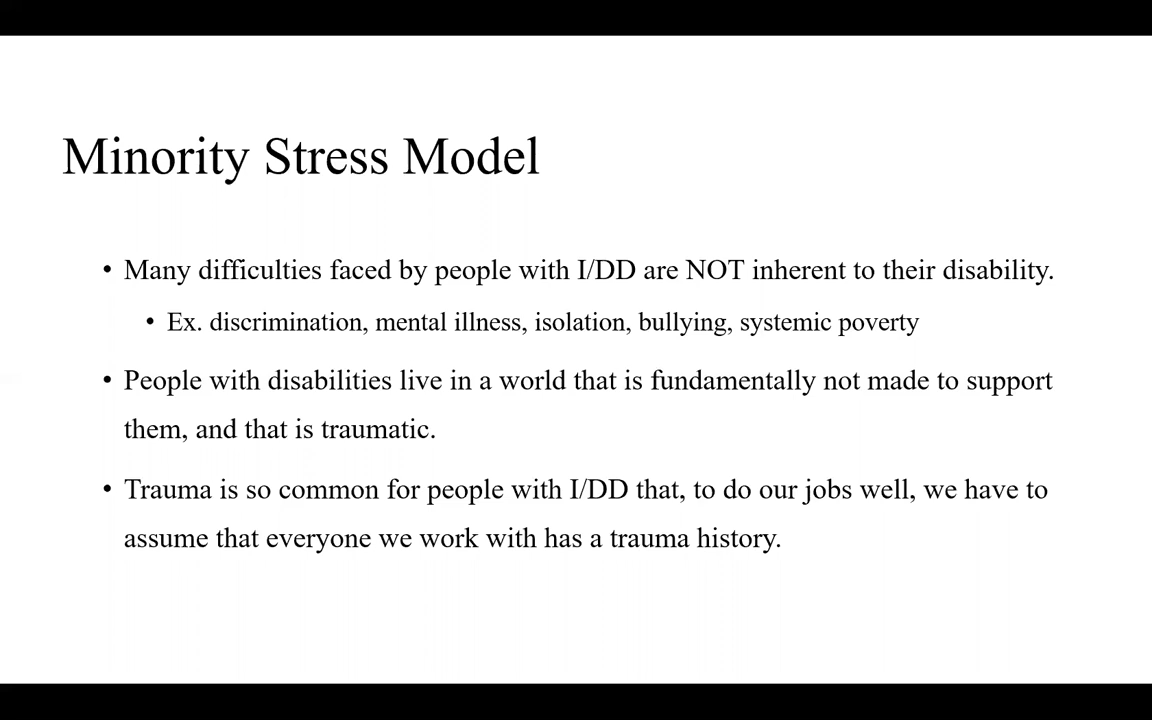 Minority Stress Model
• Many difficulties faced by people with I/DD are NOT inherent to their disability.
• Ex. discrimination, mental illness, isolation, bullying, systemic poverty
• People with disabilities live in a world that is fundamentally not made to support
them, and that is traumatic.
• Trauma is so common for people with I/DD that, to do our jobs well, we have to
assume that everyone we work with has a trauma history.